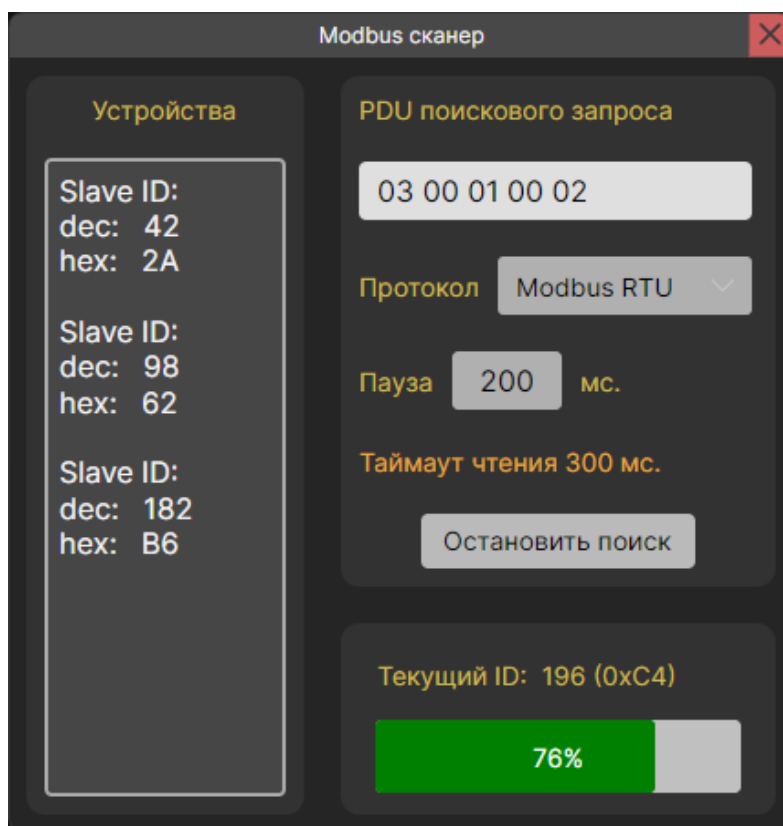 Modbus сканер
Устройства
Slave ID:
dec: 42
hex: 2A
Slave ID:
dec: 98
hex: 62
Slave ID:
dec: 182
hex: B6
PDU поискового запроса
03 00 01 00 02
Протокол Modbus RTU
Пауза 200 мс.
Таймаут чтения 300 мс.
Остановить поиск
Текущий ID: 196 (0xC4)
76%